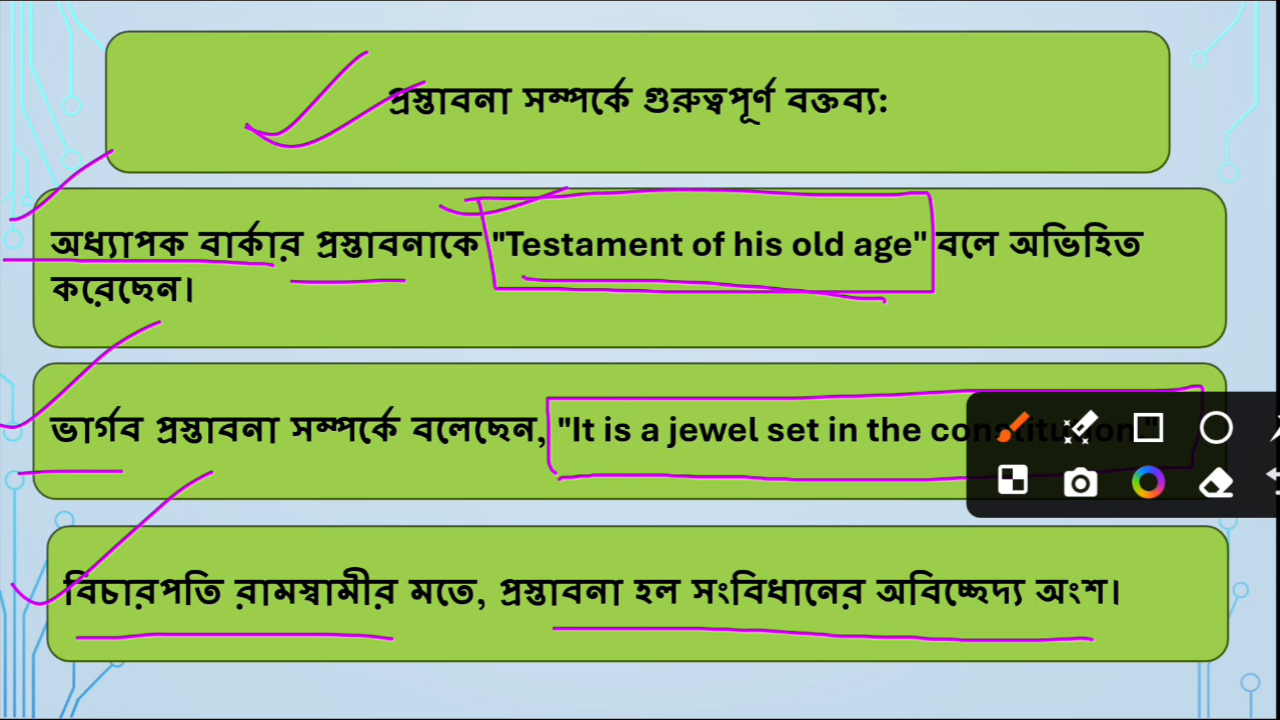 প্রস্তাবনা সম্পর্কে গুরুত্বপূর্ণ বক্তব্য:
অধ্যাপক বার্কার প্রস্তাবনাকে "Testament of his old age" বলে অভিহিত
করেছেন।
ভার্গব প্রস্তাবনা সম্পর্কে বলেছেন, "It is a jewel set in the constitution."
বিচারপতি রামস্বামীর মতে, প্রস্তাবনা হল সংবিধানের অবিচ্ছেদ্য অংশ।